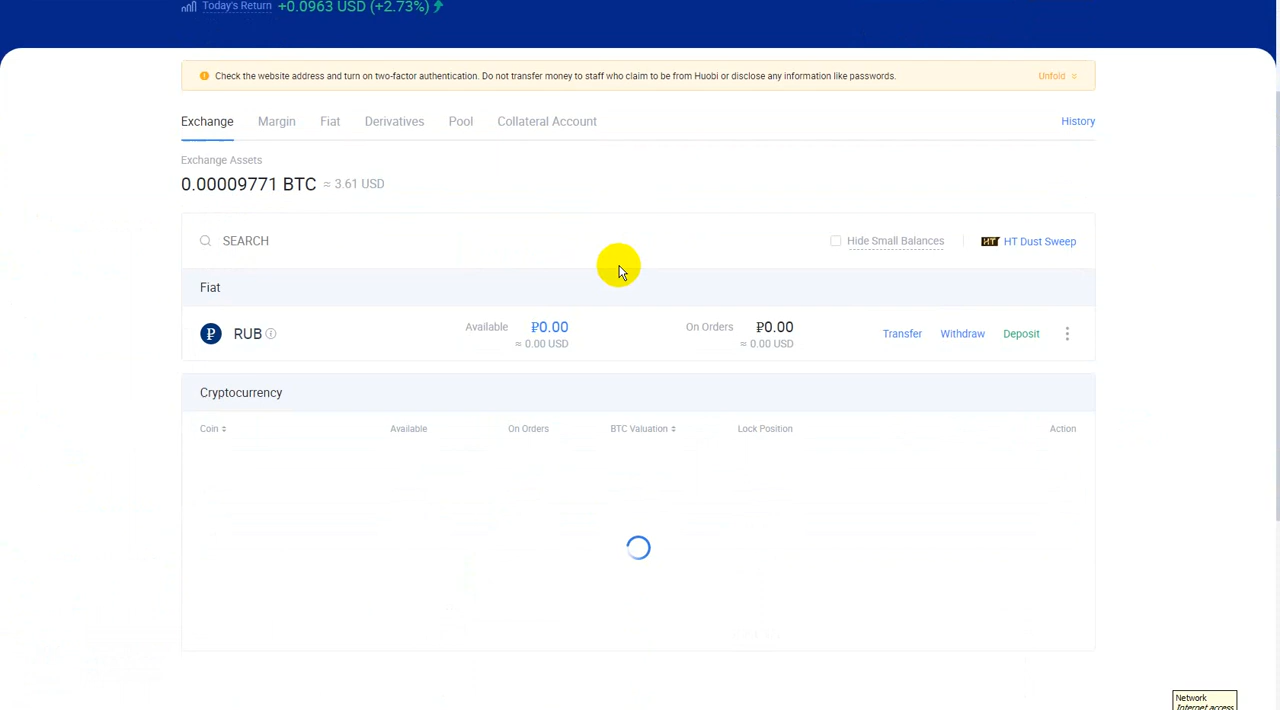 Today's Return +0.0963 USD (+2.73%)
Check the website address and turn on two-factor authentication. Do not transfer money to staff who claim to be from Huobi or disclose any information like passwords. Unfold
Exchange Margin Fiat Derivatives Pool Collateral Account History
Exchange Assets
0.00009771 BTC ≈ 3.61 USD
SEARCH Hide Small Balances HT HT Dust Sweep
Fiat
₽ RUB Available ₽0.00 On Orders ₽0.00 Transfer Withdraw Deposit
≈ 0.00 USD ≈ 0.00 USD
Cryptocurrency
Coin Available On Orders BTC Valuation Lock Position Action
Network
Internet access